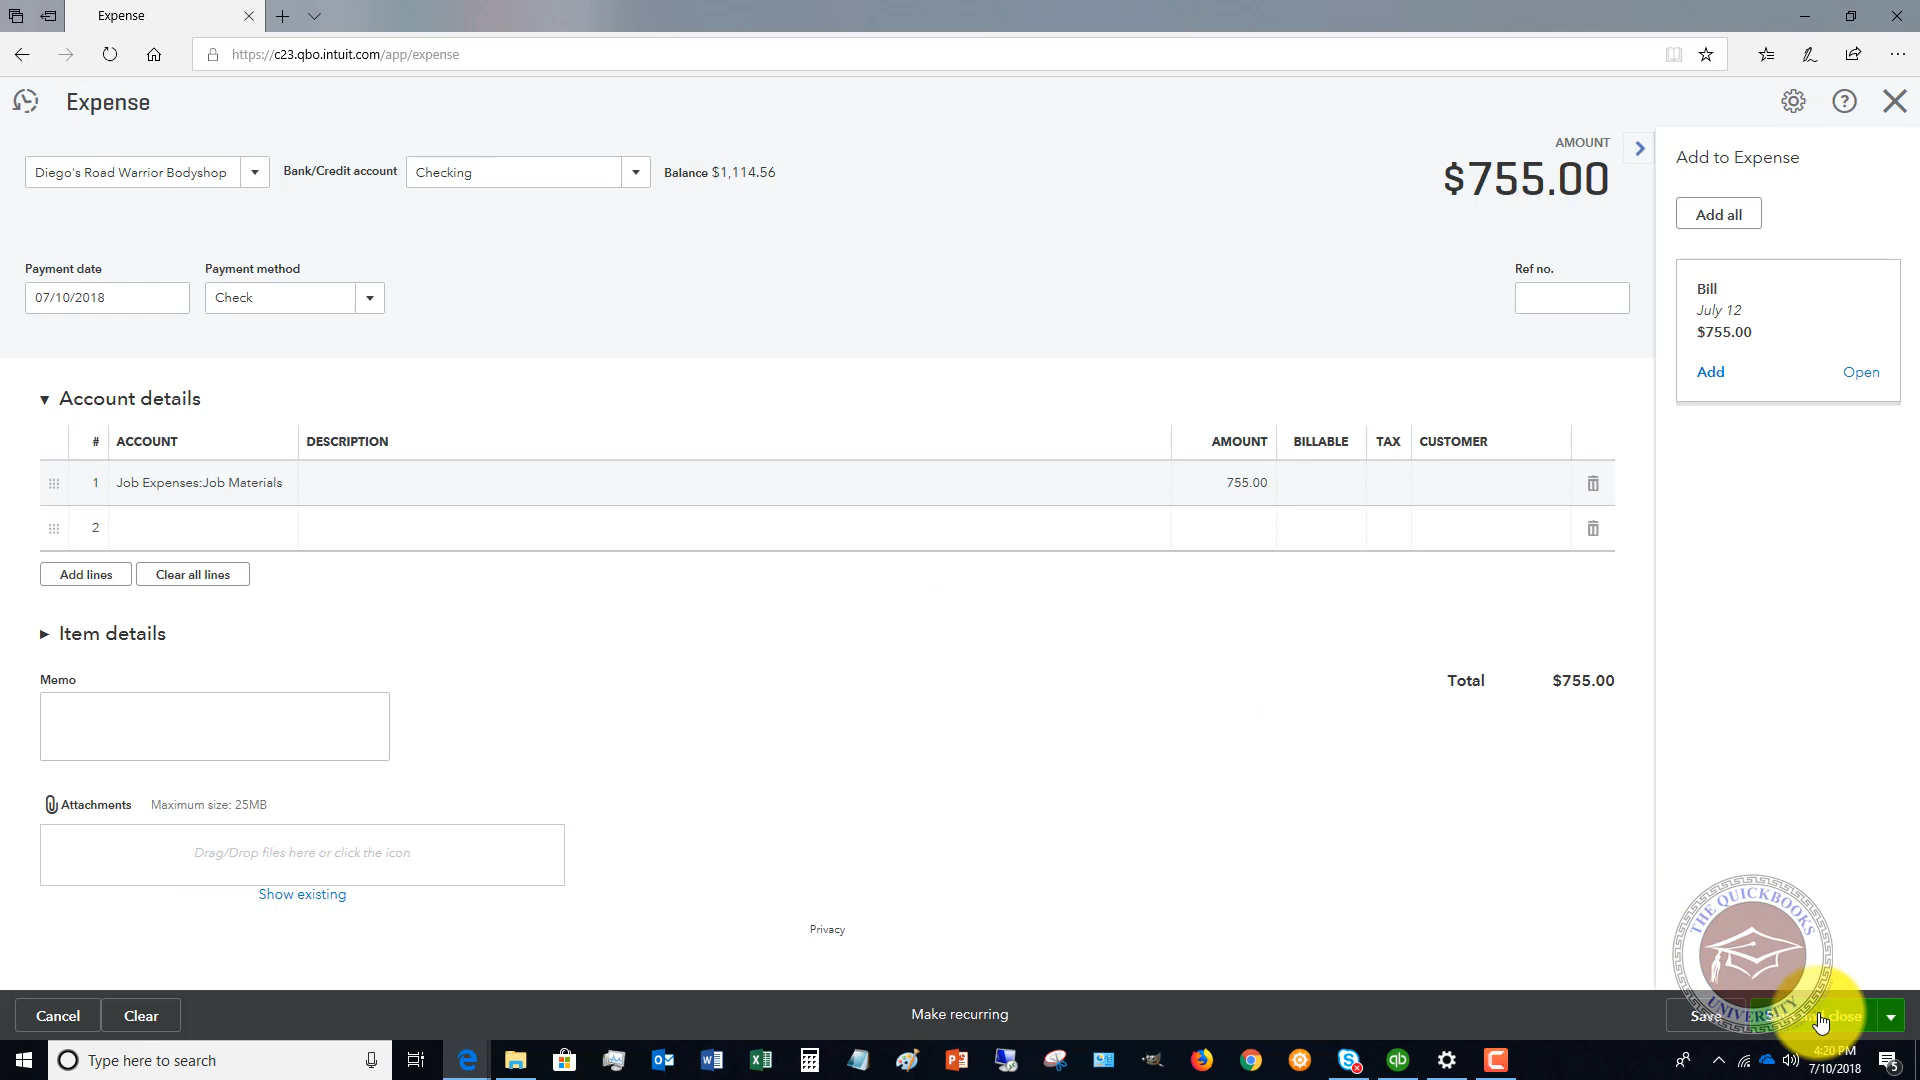 Expense
https://c23.qbo.intuit.com/app/expense
Expense
AMOUNT
$755.00
Diego's Road Warrior Bodyshop
Bank/Credit account
Checking
Balance $1,114.56
Payment date
Payment method
Ref no.
07/10/2018
Check
Add to Expense
Add all
Bill
July 12
$755.00
Add
Open
Account details
# ACCOUNT DESCRIPTION AMOUNT BILLABLE TAX CUSTOMER
1 Job Expenses:Job Materials 755.00
2
Add lines
Clear all lines
Item details
Memo
Total $755.00
Attachments Maximum size: 25MB
Drag/Drop files here or click the icon
Show existing
Privacy
THE QUICKBOOKS
UNIVERSITY
Cancel
Clear
Make recurring
Save
close
Type here to search
4:20 PM
7/10/2018
5